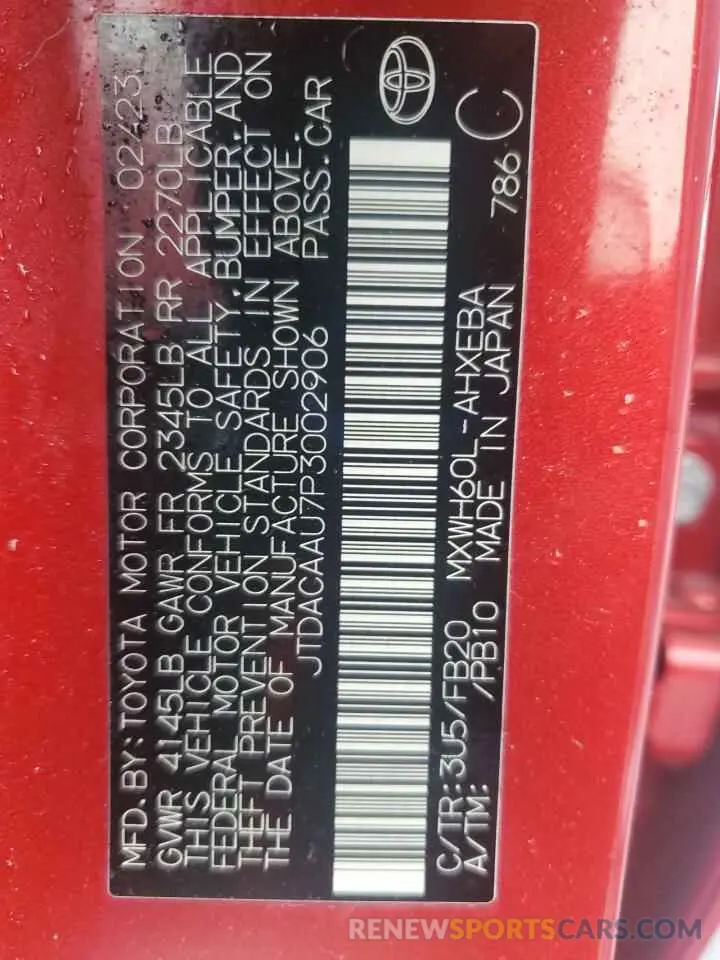 MFD. BY: TOYOTA MOTOR CORPORATION 02/23
GVWR 4145LB GAWR FR 2345LB RR 2270LB
THIS VEHICLE CONFORMS TO ALL APPLICABLE
FEDERAL MOTOR VEHICLE SAFETY, BUMPER, AND
THEFT PREVENTION STANDARDS IN EFFECT ON
THE DATE OF MANUFACTURE SHOWN ABOVE.
JTDACAAU7P3002906 PASS. CAR
C/TR: 3U5/FB20 MXWH60L-AHXEBA
A/TM: /PB10 MADE IN JAPAN 786 C
RENEWSPORTSCARS.COM